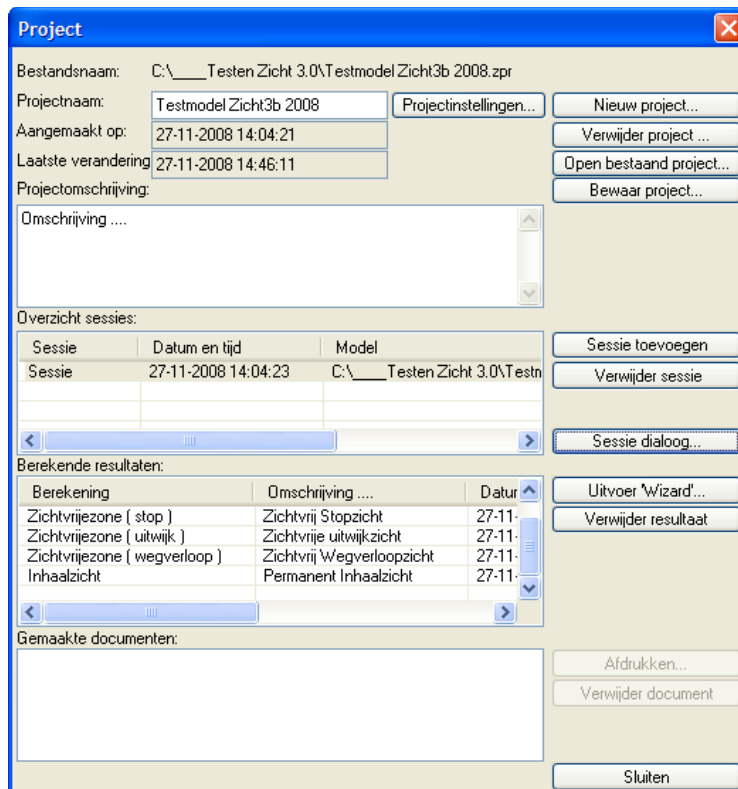 Project
Bestandsnaam: C:\____Testen Zicht 3.0\Testmodel Zicht3b 2008.zpr
Projectnaam: Testmodel Zicht3b 2008 Projectinstellingen... Nieuw project...
Aangemaakt op: 27-11-2008 14:04:21 Verwijder project ...
Laatste verandering 27-11-2008 14:46:11 Open bestaand project...
Projectomschrijving: Bewaar project...
Omschrijving ....
Overzicht sessies:
Sessie Datum en tijd Model Sessie toevoegen
Sessie 27-11-2008 14:04:23 C:\____Testen Zicht 3.0\Testn Verwijder sessie
Sessie dialoog...
Berekende resultaten:
Berekening Omschrijving .... Datur Uitvoer 'Wizard'...
Zichtvrijezone ( stop ) Zichtvrij Stopzicht 27-11- Verwijder resultaat
Zichtvrijezone ( uitwijk ) Zichtvrije uitwijkzicht 27-11-
Zichtvrijezone ( wegverloop ) Zichtvrij Wegverloopzicht 27-11-
Inhaalzicht Permanent Inhaalzicht 27-11-
Gemaakte documenten:
Afdrukken...
Verwijder document
Sluiten